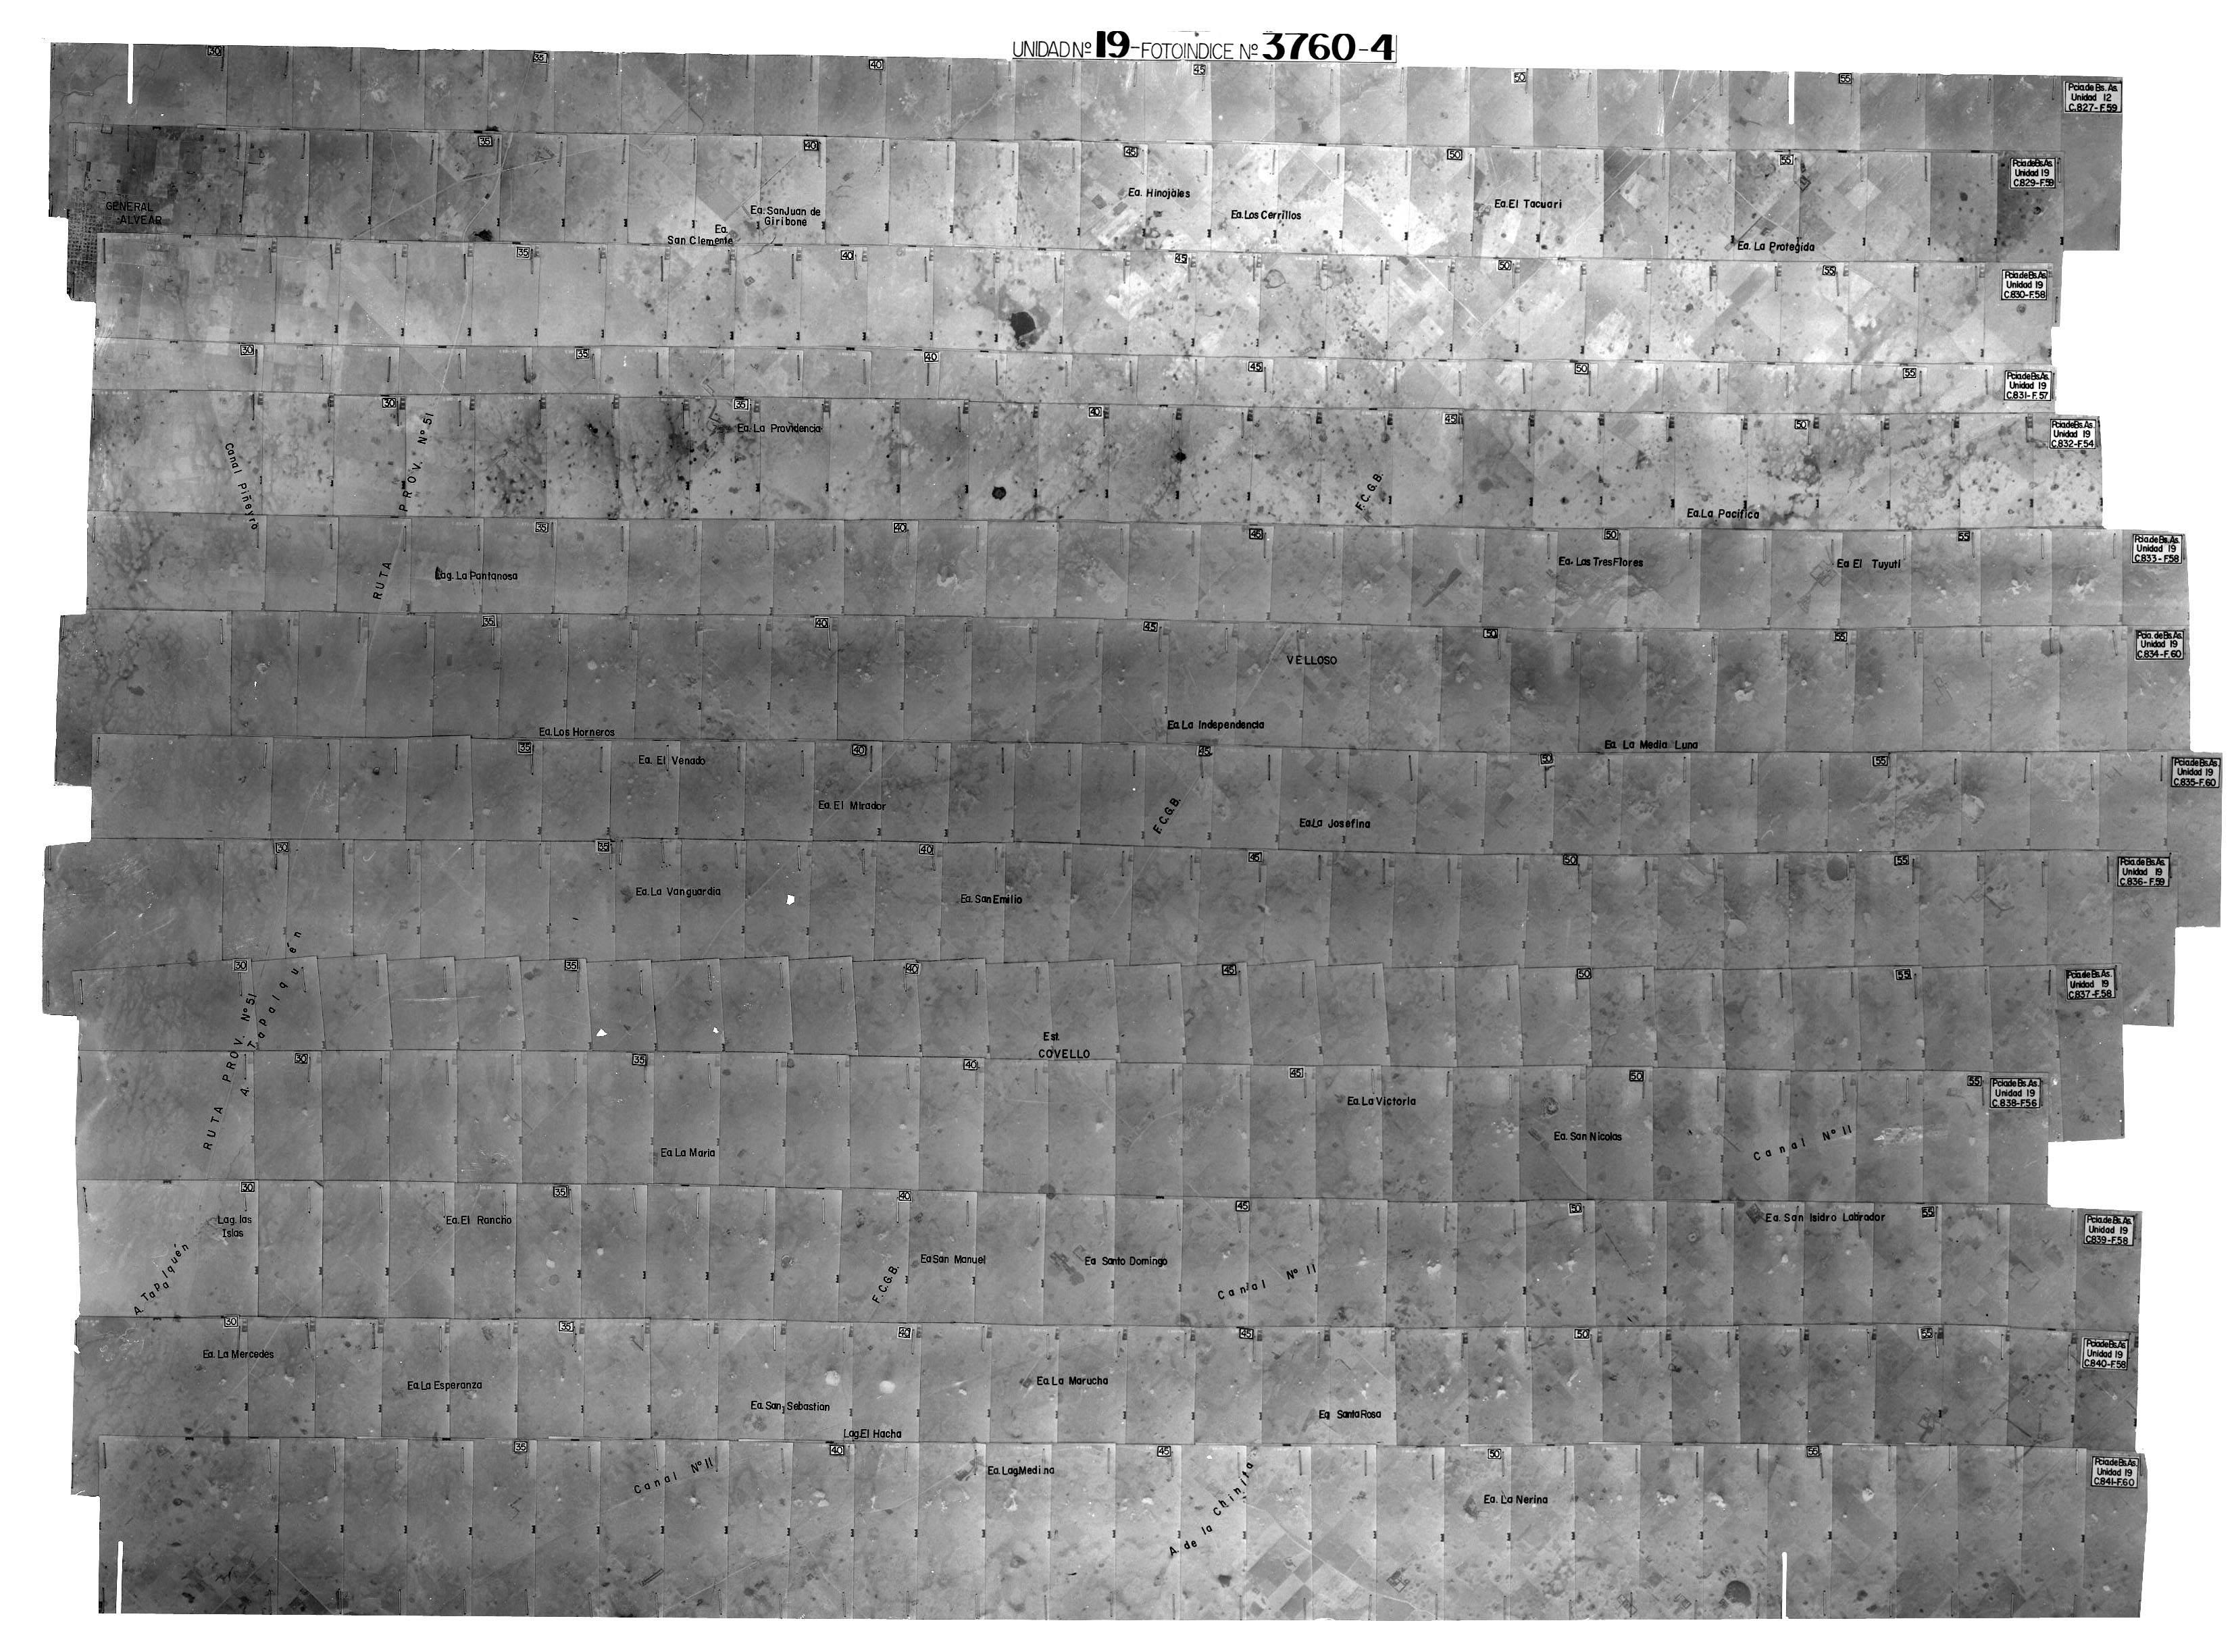 UNIDAD Nº 19-FOTOINDICE Nº 3760-4
30 35 40 45 50 55
Pcia de Bs. As.
Unidad 12
C.827-F.59
35 40 45 50 55
Pcia de Bs. As.
Unidad 19
C.829-F.59
GENERAL
ALVEAR
Ea. San Juan de
Giribone
Ea.
San Clemente
Ea. Hinojales
Ea. Los Cerrillos
Ea. El Tacuari
Ea. La Protegida
35 40 45 50 55
Pcia de Bs. As.
Unidad 19
C.830-F.58
30 35 40 45 50 55
Pcia de Bs. As.
Unidad 19
C.831-F.57
30 35 40 45 50
Pcia de Bs. As.
Unidad 19
C.832-F.54
Canal Piñeyro
RUTA PROV. Nº 51
Ea. La Providencia
F.C.G.B.
Ea. La Pacifica
35 40 45 50 55
Pcia. de Bs. As.
Unidad 19
C.833-F.58
Lag. La Pantanosa
Ea. Las Tres Flores
Ea El Tuyuti
35 40 45 50 55
Pcia. de Bs. As.
Unidad 19
C.834-F.60
VELLOSO
Ea. Los Horneros
Ea. La Independencia
Ea La Media Luna
35 40 45 50 55
Pcia de Bs. As.
Unidad 19
C.835-F.60
Ea. El Venado
Ea. El Mirador
F.C.G.B.
Ea. La Josefina
30 35 40 45 50 55
Pcia. de Bs. As.
Unidad 19
C.836-F.59
Ea. La Vanguardia
Ea. San Emilio
30 35 40 45 50 55
Pcia de Bs. As.
Unidad 19
C.837-F.58
RUTA PROV. Nº 51
A. Tapalquén
Est.
COVELLO
30 35 40 45 50 55
Pcia de Bs. As.
Unidad 19
C.838-F.56
Ea. La Victoria
Ea. San Nicolas
Canal Nº 11
Ea La Maria
30 35 40 45 50 55
Pcia. de Bs. As.
Unidad 19
C.839-F.58
Lag. las
Islas
A. Tapalquén
Ea. El Rancho
F.C.G.B.
Ea San Manuel
Ea Santo Domingo
Canal Nº 11
Ea. San Isidro Labrador
30 35 40 45 50 55
Pcia de Bs. As.
Unidad 19
C.840-F.58
Ea. La Mercedes
Ea La Esperanza
Ea. San Sebastian
Lag. El Hacha
Ea. La Marucha
Ea Santa Rosa
35 40 45 50 55
Pcia de Bs. As.
Unidad 19
C.841-F.60
Canal Nº 11
Ea. Lag. Medina
A. de la Chinita
Ea. La Nerina